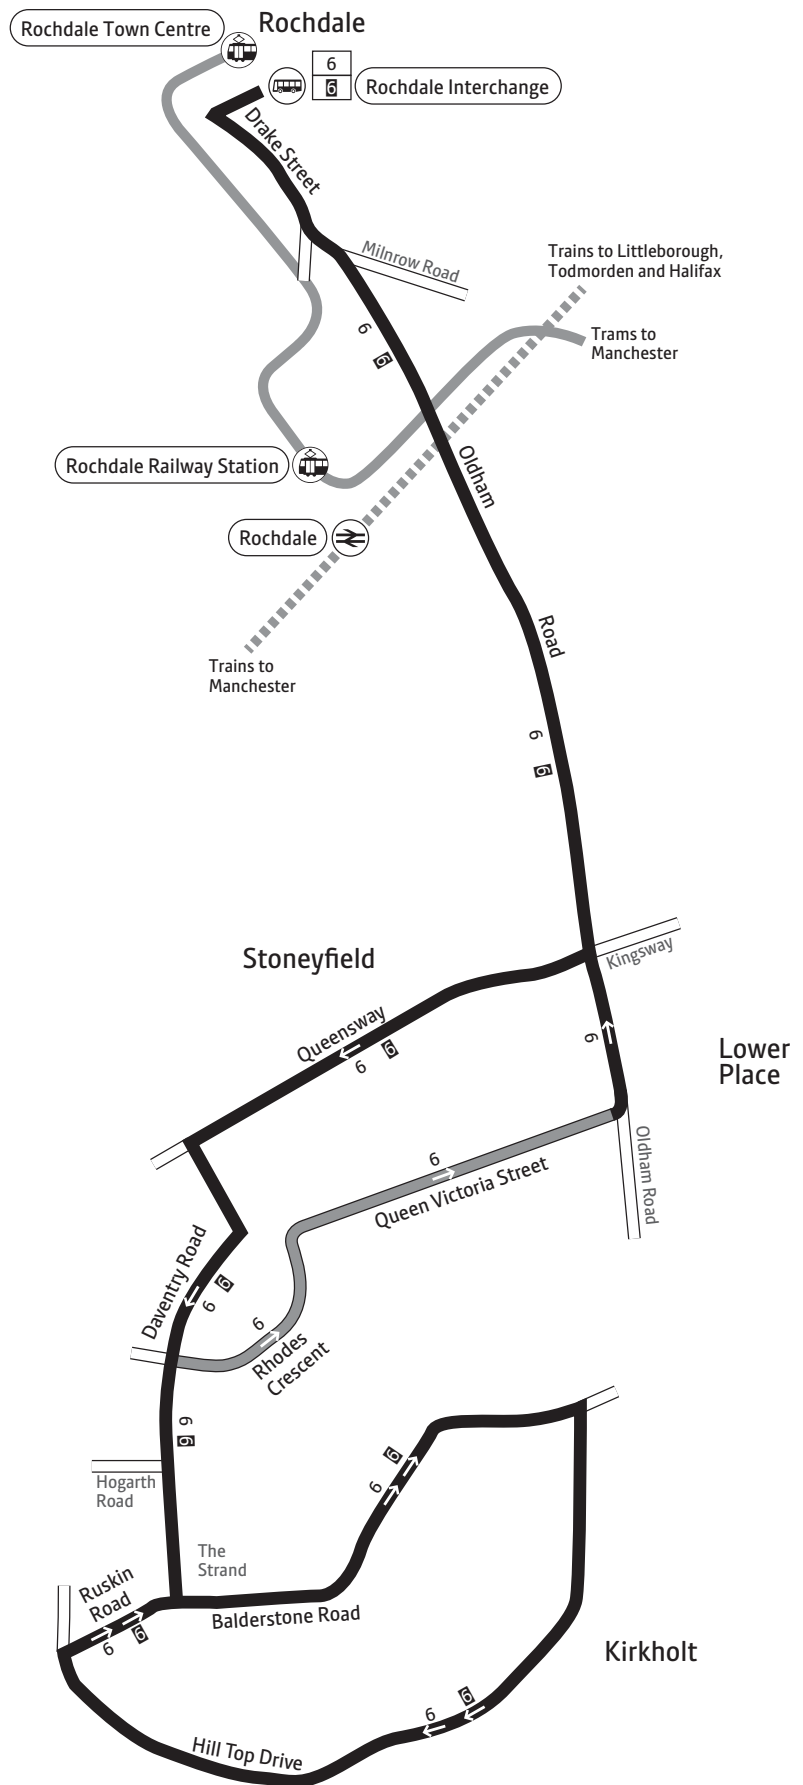 Rochdale Town Centre
Rochdale
6
6
Rochdale Interchange
Drake Street
Milnrow Road
Trains to Littleborough,
Todmorden and Halifax
6
6
Trams to
Manchester
Rochdale Railway Station
Oldham
Rochdale
Road
Trains to
Manchester
6
6
Stoneyfield
Kingsway
Queensway
6
6
6
Lower
Place
Oldham Road
6
Queen Victoria Street
Daventry Road
6
6
6
Rhodes
Crescent
6
6
Hogarth
Road
6
6
The
Strand
Ruskin
Road
6
6
Balderstone Road
Kirkholt
6
6
Hill Top Drive